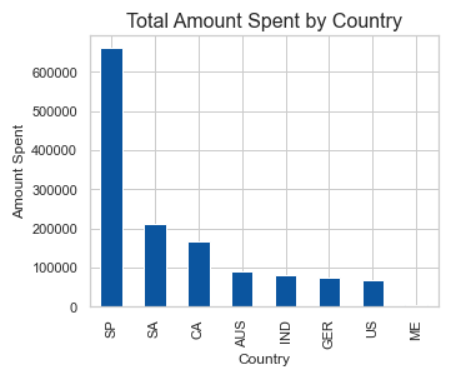 Total Amount Spent by Country
Amount Spent
600000
500000
400000
300000
200000
100000
0
SP
SA
CA
AUS
IND
GER
US
ME
Country